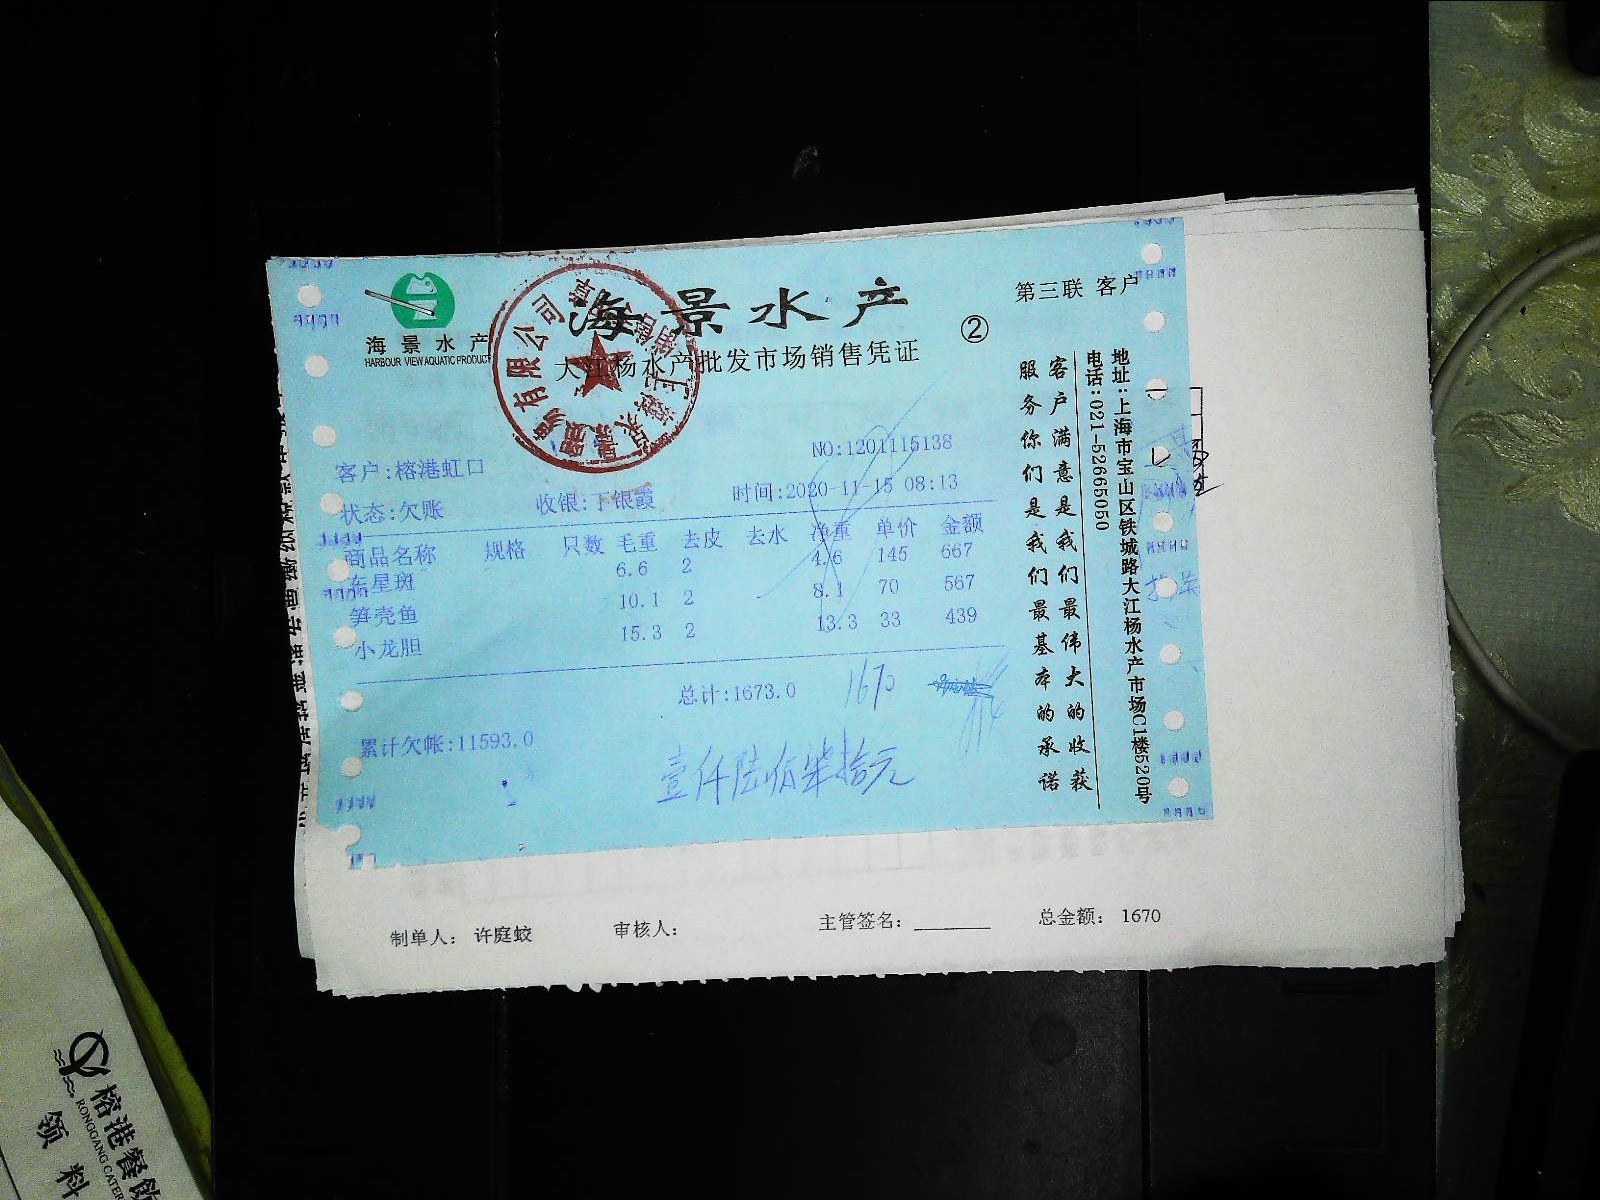 海景水产
HARBOUR VIEW AQUATIC PRODUCT
海景水产
大江杨水产批发市场销售凭证
②
第三联 客户
有限公司
客户:榕港虹口
NO:1201115138
状态:欠账 收银:丁银霞 时间:2020-11-15 08:13
商品名称 规格 只数 毛重 去皮 去水 净重 单价 金额
东星斑 6.6 2 4.6 145 667
笋壳鱼 10.1 2 8.1 70 567
小龙胆 15.3 2 13.3 33 439
总计:1673.0 1670
累计欠帐:11593.0
壹仟陆佰柒拾元
客户满意是我们最伟大的收获
服务你们是我们最基本的承诺
地址:上海市宝山区铁城路大江杨水产市场C1楼520号
电话:021-52665050
制单人: 许庭蛟 审核人: 主管签名: 总金额: 1670
榕港餐飲
RONGGANG CATER
领料